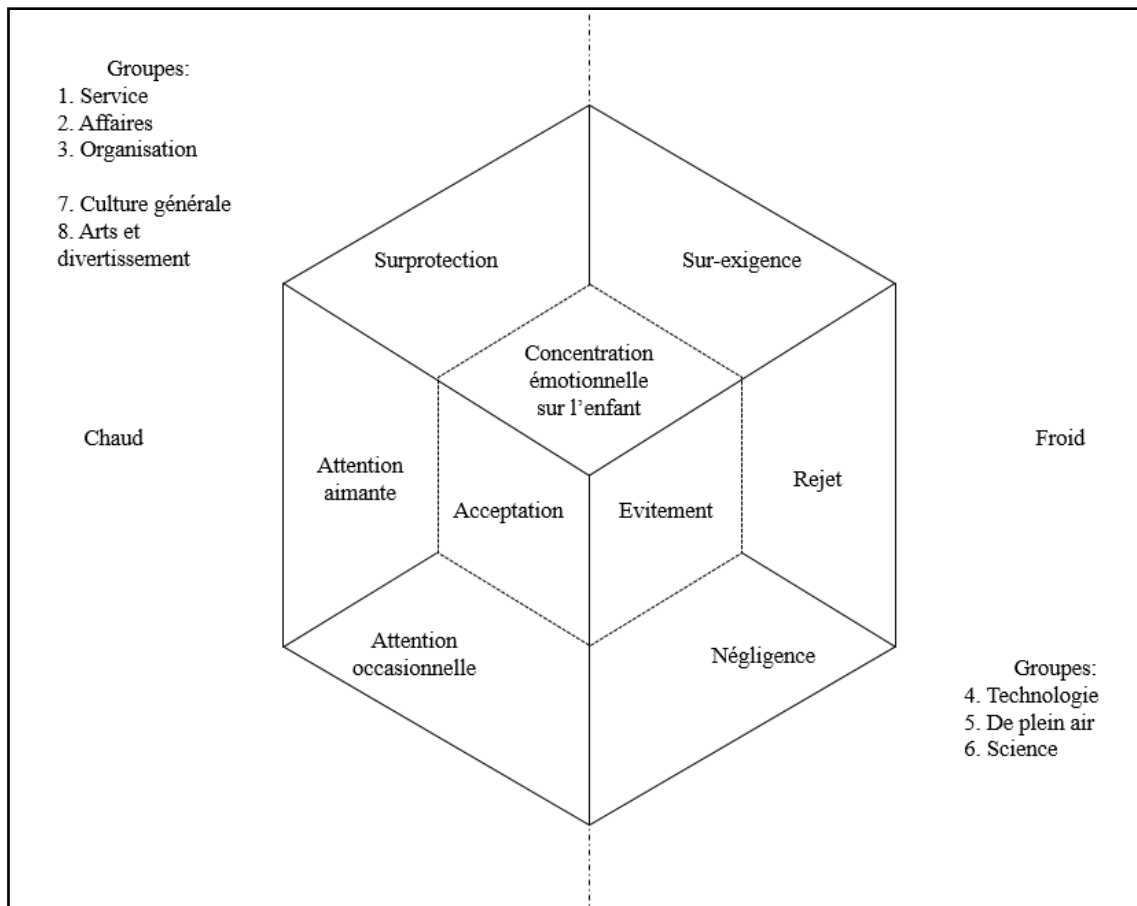 Groupes:
1. Service
2. Affaires
3. Organisation
7. Culture générale
8. Arts et
divertissement
Surprotection
Sur-exigence
Concentration
émotionnelle
sur l'enfant
Chaud
Froid
Attention
aimante
Acceptation
Evitement
Rejet
Attention
occasionnelle
Négligence
Groupes:
4. Technologie
5. De plein air
6. Science